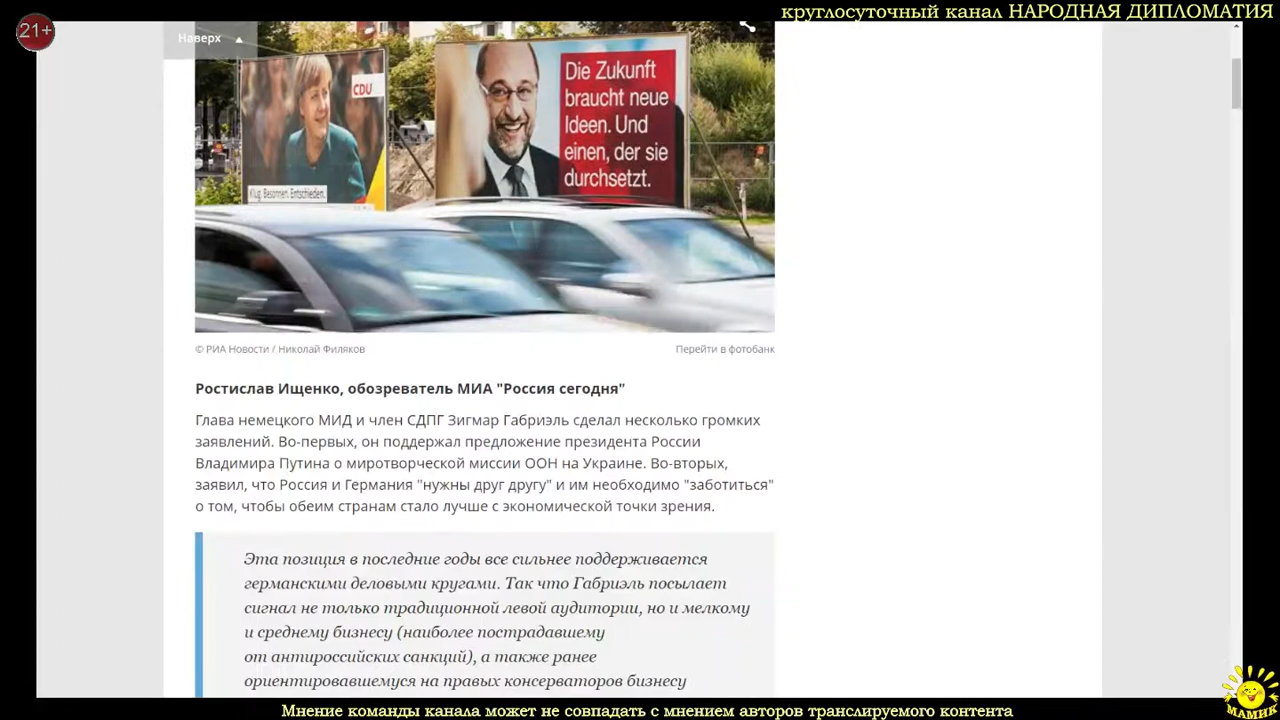 круглосуточный канал НАРОДНАЯ ДИПЛОМАТИЯ
21+
Наверх
CDU
Klug. Besonnen. Entschieden.
Die Zukunft
braucht neue
Ideen. Und
einen, der sie
durchsetzt.
© РИА Новости / Николай Филяков
Перейти в фотобанк
Ростислав Ищенко, обозреватель МИА "Россия сегодня"
Глава немецкого МИД и член СДПГ Зигмар Габриэль сделал несколько громких
заявлений. Во-первых, он поддержал предложение президента России
Владимира Путина о миротворческой миссии ООН на Украине. Во-вторых,
заявил, что Россия и Германия "нужны друг другу" и им необходимо "заботиться"
о том, чтобы обеим странам стало лучше с экономической точки зрения.
Эта позиция в последние годы все сильнее поддерживается
германскими деловыми кругами. Так что Габриэль посылает
сигнал не только традиционной левой аудитории, но и мелкому
и среднему бизнесу (наиболее пострадавшему
от антироссийских санкций), а также ранее
ориентировавшемуся на правых консерваторов бизнесу
МАМИК
Мнение команды канала может не совпадать с мнением авторов транслируемого контента